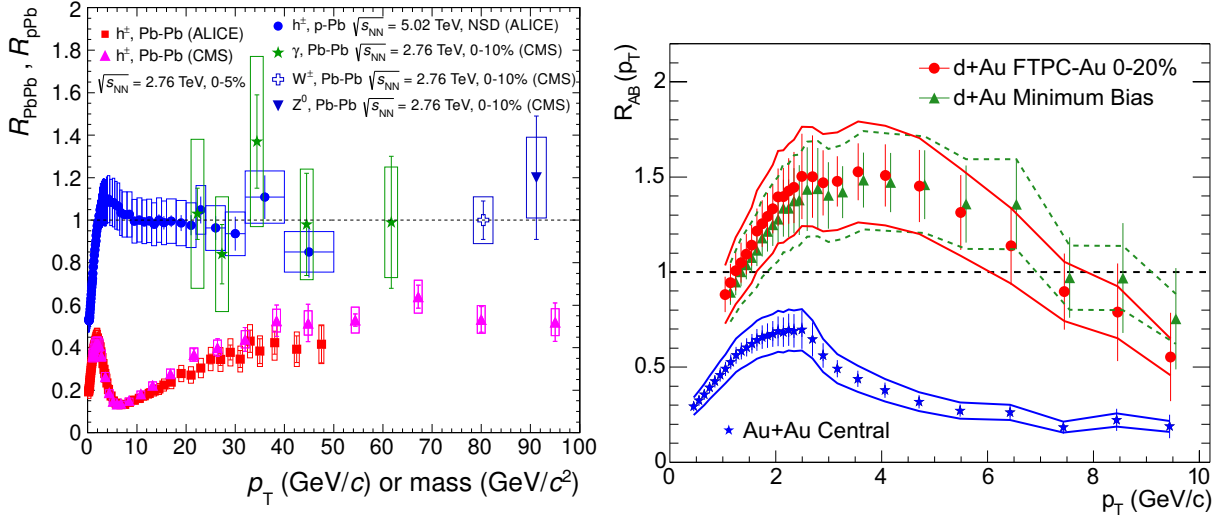 R_PbPb , R_pPb
2
1.8
1.6
1.4
1.2
1
0.8
0.6
0.4
0.2
0
h±, Pb-Pb (ALICE)
h±, Pb-Pb (CMS)
√s_NN = 2.76 TeV, 0-5%
h±, p-Pb √s_NN = 5.02 TeV, NSD (ALICE)
γ, Pb-Pb √s_NN = 2.76 TeV, 0-10% (CMS)
W±, Pb-Pb √s_NN = 2.76 TeV, 0-10% (CMS)
Z⁰, Pb-Pb √s_NN = 2.76 TeV, 0-10% (CMS)
0 10 20 30 40 50 60 70 80 90 100
p_T (GeV/c) or mass (GeV/c²)
R_AB(p_T)
2
1.5
1
0.5
0
d+Au FTPC-Au 0-20%
d+Au Minimum Bias
Au+Au Central
0 2 4 6 8 10
p_T (GeV/c)